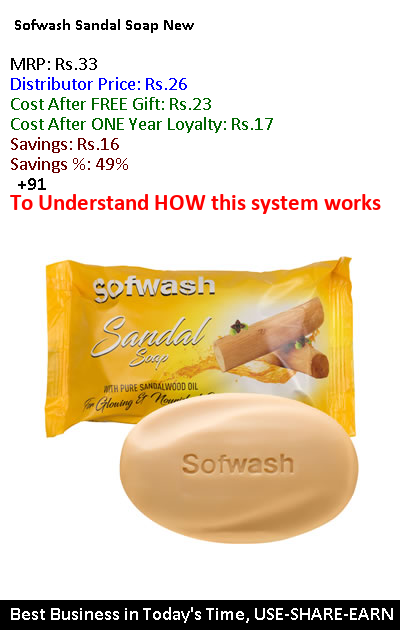 Sofwash Sandal Soap New
MRP: Rs.33
Distributor Price: Rs.26
Cost After FREE Gift: Rs.23
Cost After ONE Year Loyalty: Rs.17
Savings: Rs.16
Savings %: 49%
+91
To Understand HOW this system works
Sofwash
Sandal
Soap
WITH PURE SANDALWOOD OIL
For Glowing &
Sofwash
Best Business in Today's Time, USE-SHARE-EARN